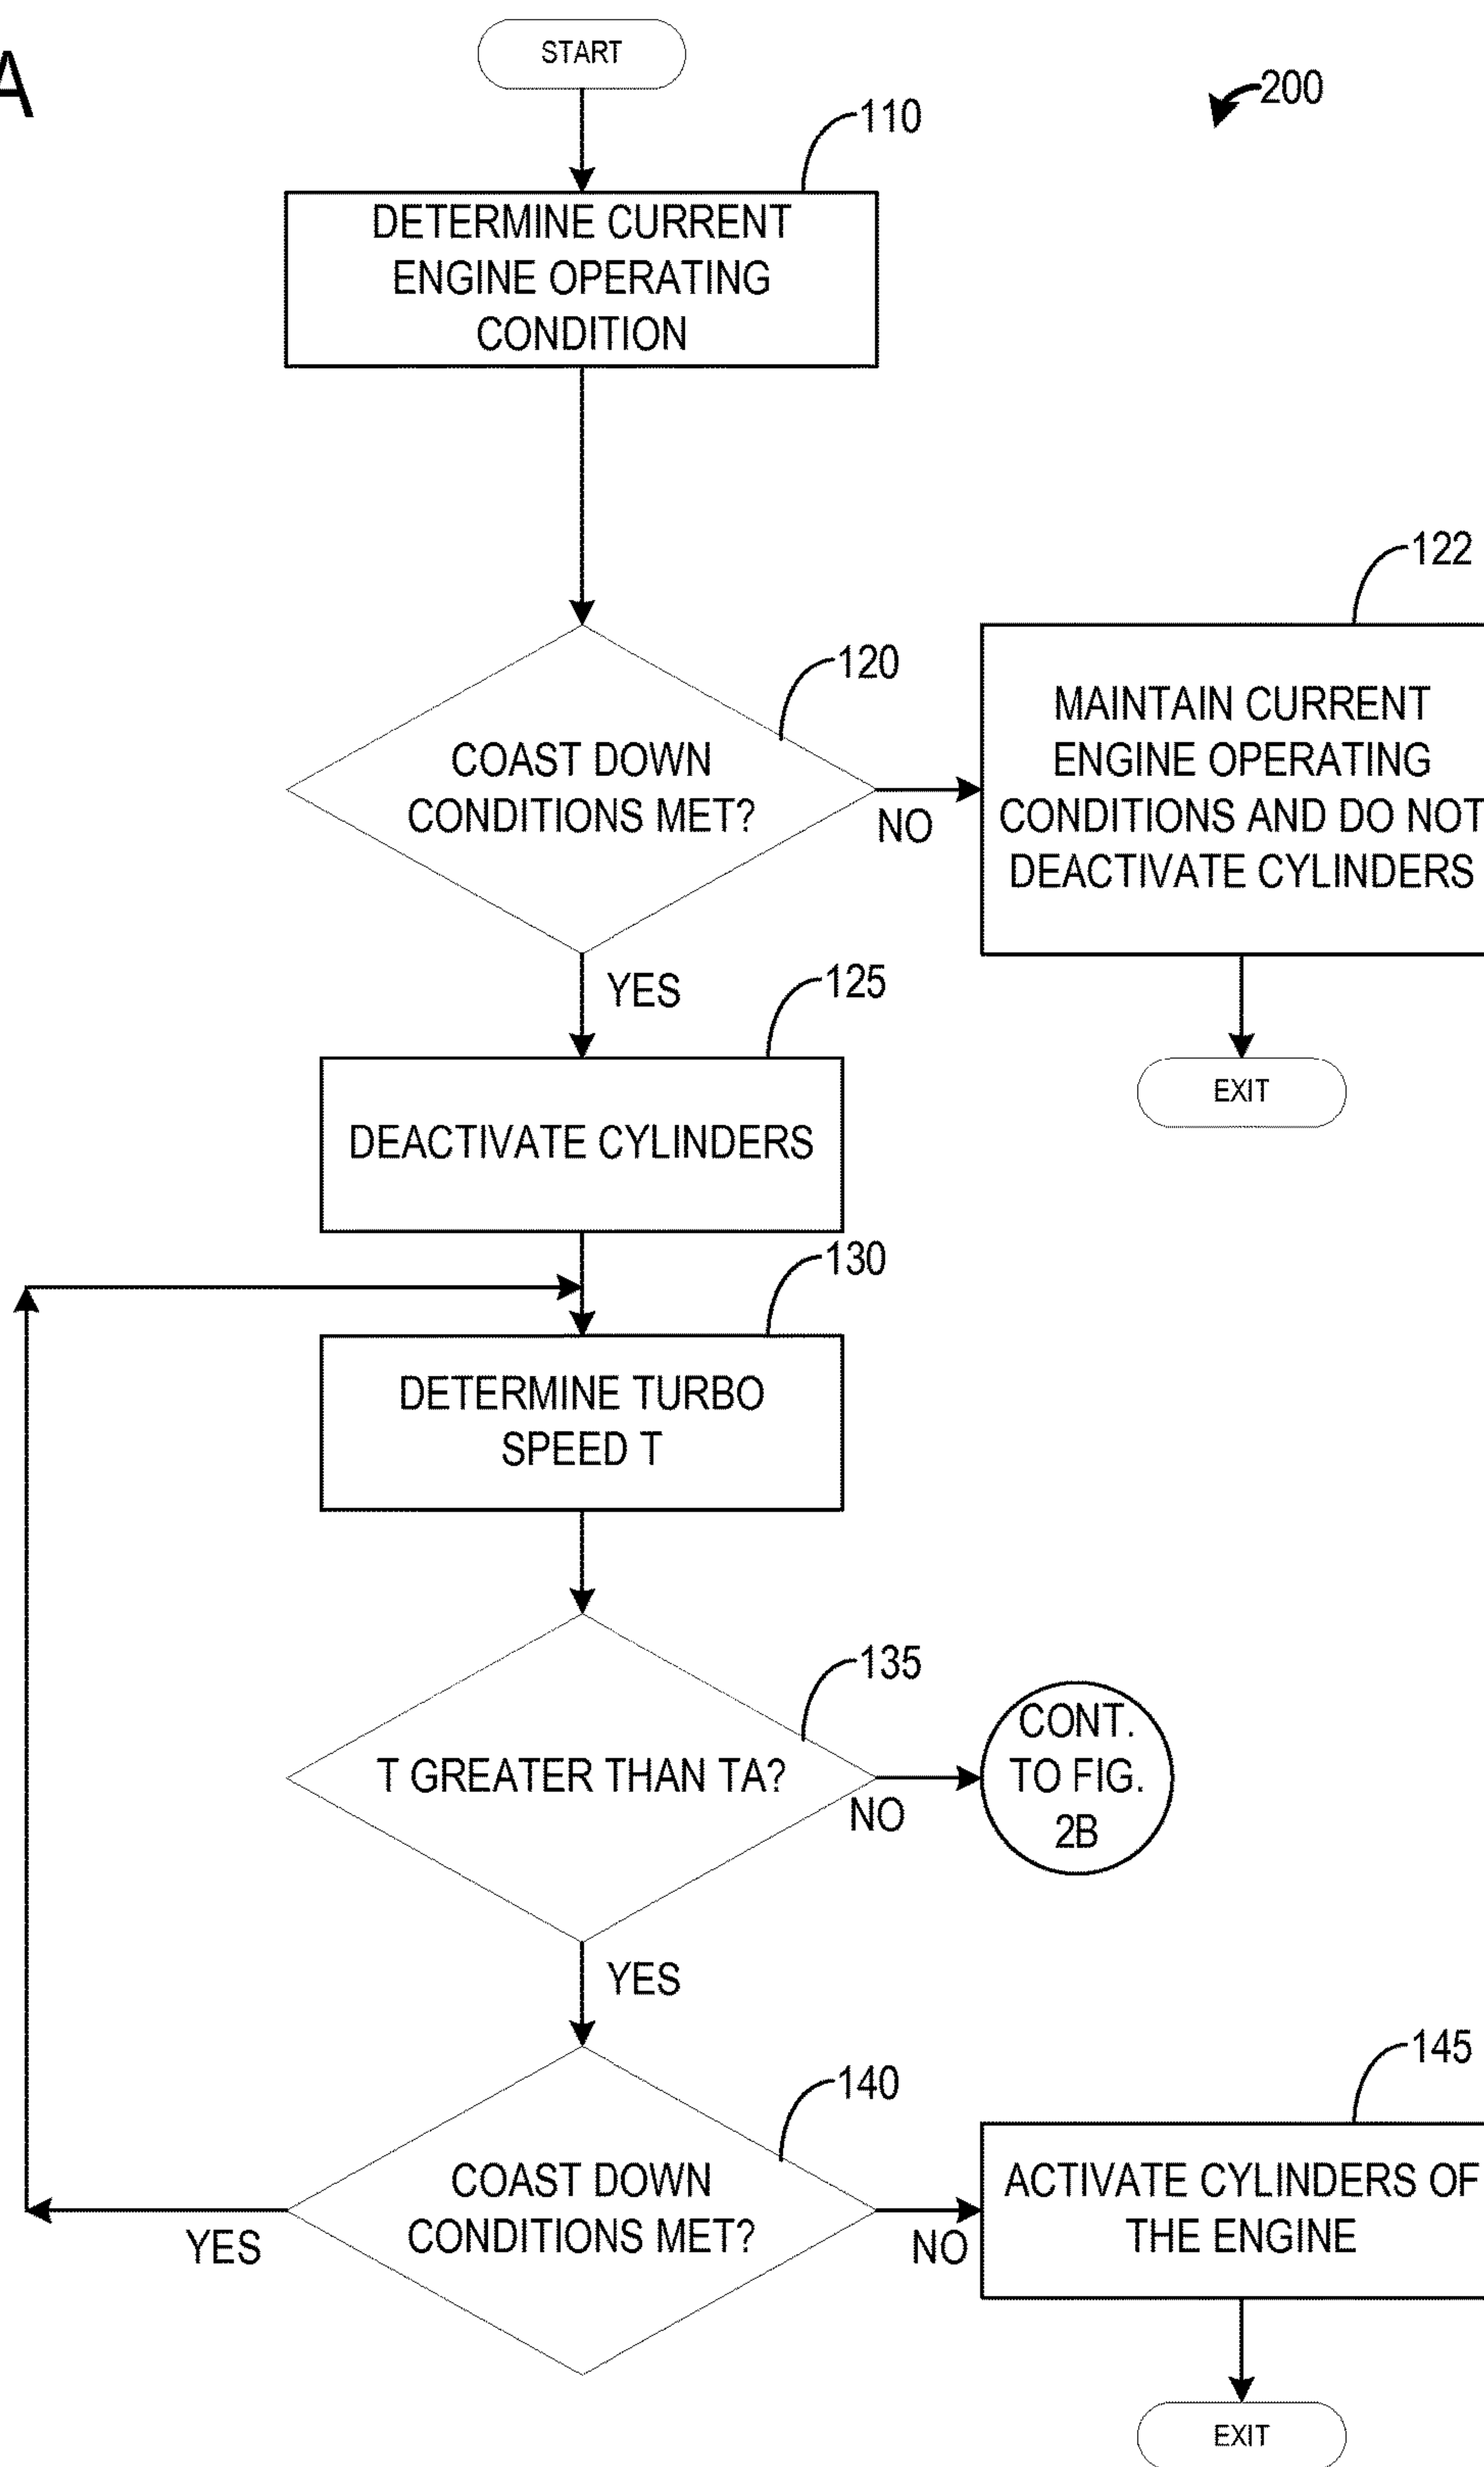 A
START
200
110
DETERMINE CURRENT
ENGINE OPERATING
CONDITION
122
120
COAST DOWN
CONDITIONS MET?
NO
MAINTAIN CURRENT
ENGINE OPERATING
CONDITIONS AND DO NOT
DEACTIVATE CYLINDERS
YES
125
EXIT
DEACTIVATE CYLINDERS
130
DETERMINE TURBO
SPEED T
135
T GREATER THAN TA?
NO
CONT.
TO FIG.
2B
YES
145
140
COAST DOWN
CONDITIONS MET?
YES
NO
ACTIVATE CYLINDERS OF
THE ENGINE
EXIT